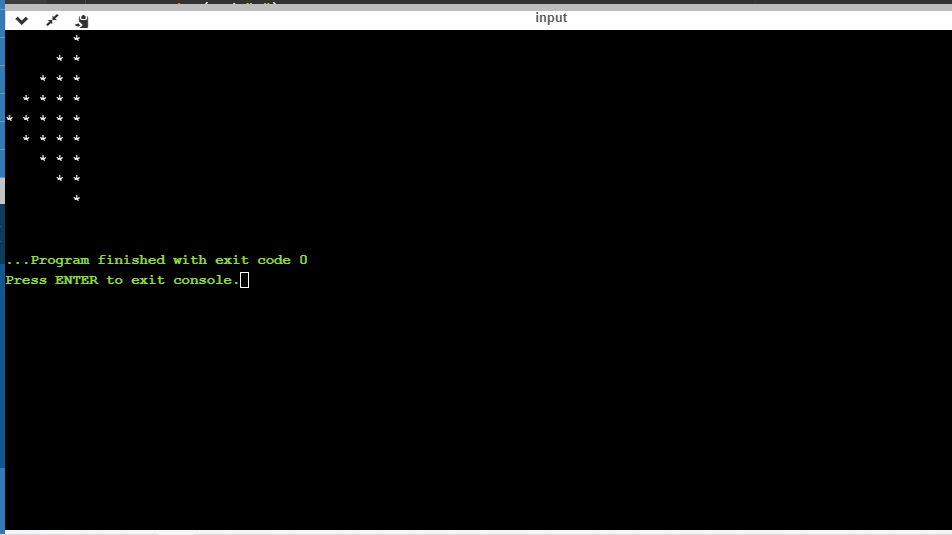 input
        *
      * *
    * * *
  * * * *
* * * * *
  * * * *
    * * *
      * *
        *
...Program finished with exit code 0
Press ENTER to exit console.